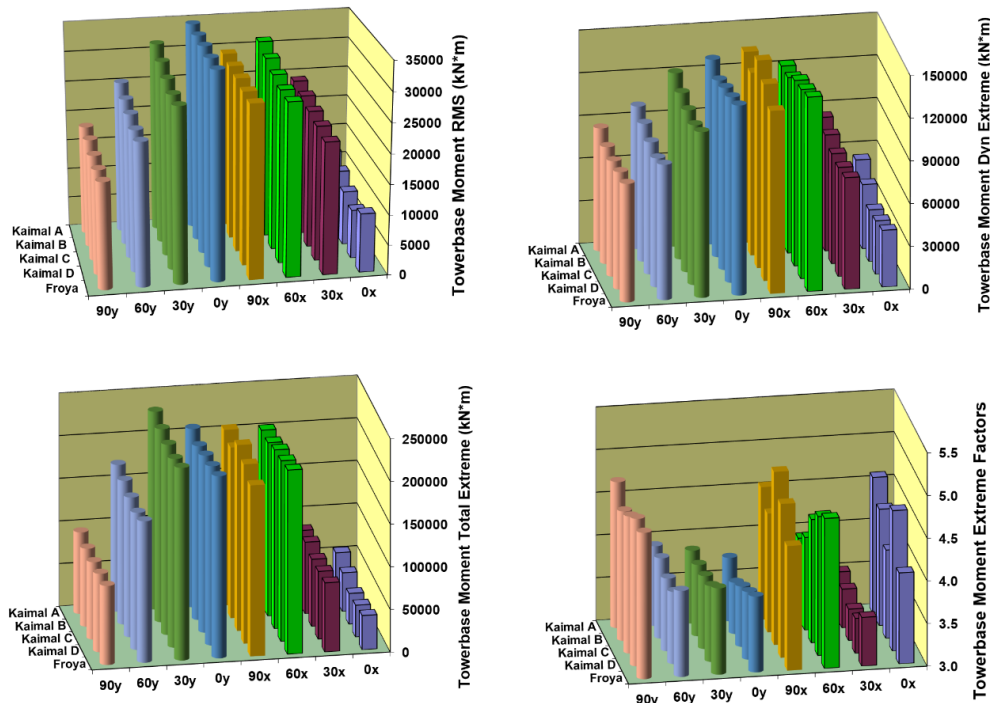 35000
30000
25000
20000
15000
10000
5000
0
Towerbase Moment RMS (kN*m)
Kaimal A
Kaimal B
Kaimal C
Kaimal D
Froya
90y 60y 30y 0y 90x 60x 30x 0x
150000
120000
90000
60000
30000
0
Towerbase Moment Dyn Extreme (kN*m)
Kaimal A
Kaimal B
Kaimal C
Kaimal D
Froya
90y 60y 30y 0y 90x 60x 30x 0x
250000
200000
150000
100000
50000
0
Towerbase Moment Total Extreme (kN*m)
Kaimal A
Kaimal B
Kaimal C
Kaimal D
Froya
90y 60y 30y 0y 90x 60x 30x 0x
5.5
5.0
4.5
4.0
3.5
3.0
Towerbase Moment Extreme Factors
Kaimal A
Kaimal B
Kaimal C
Kaimal D
Froya
90y 60y 30y 0y 90x 60x 30x 0x